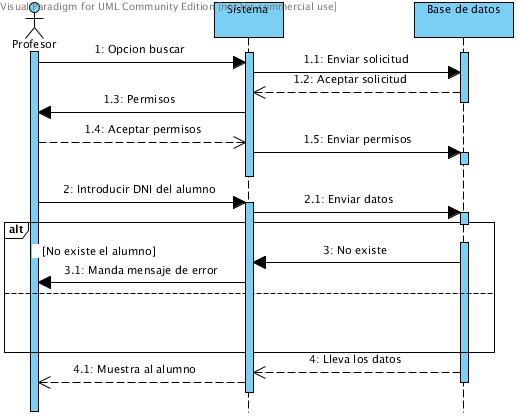 Visual Paradigm for UML Community Edition [not for commercial use]
Sistema
Base de datos
Profesor
1: Opcion buscar
1.1: Enviar solicitud
1.2: Aceptar solicitud
1.3: Permisos
1.4: Aceptar permisos
1.5: Enviar permisos
2: Introducir DNI del alumno
2.1: Enviar datos
alt
[No existe el alumno]
3: No existe
3.1: Manda mensaje de error
4: Lleva los datos
4.1: Muestra al alumno